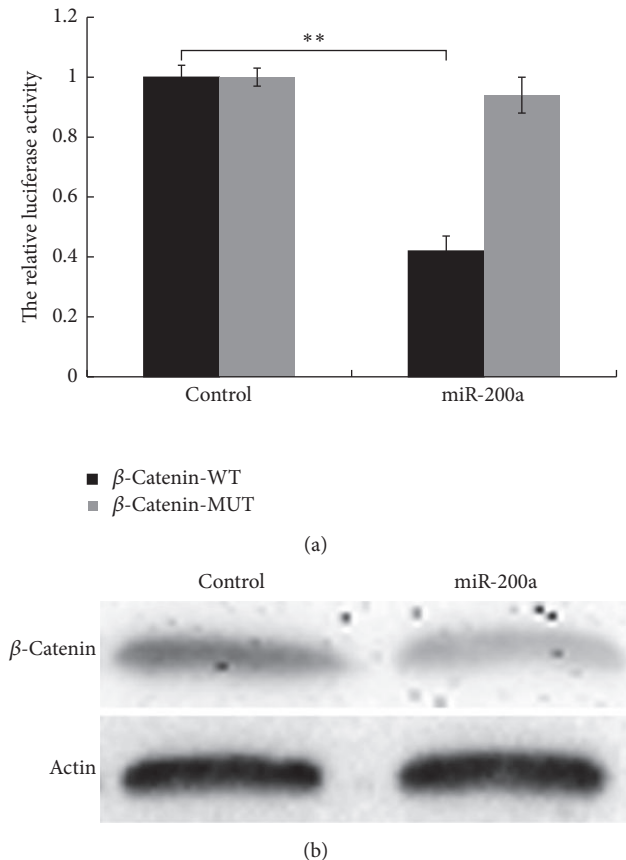 1.2
**
1
0.8
0.6
0.4
0.2
0
The relative luciferase activity
Control miR-200a
β-Catenin-WT
β-Catenin-MUT
(a)
Control miR-200a
β-Catenin
Actin
(b)